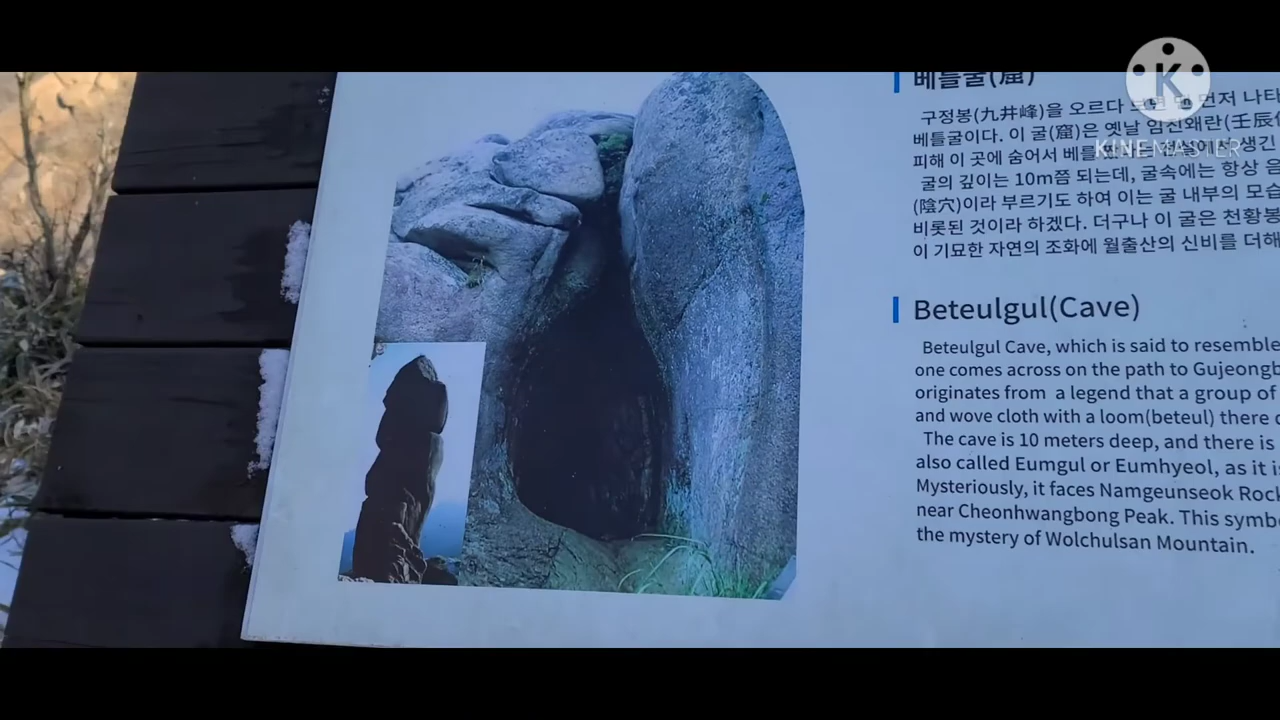 베틀굴(窟)
구정봉(九井峰)을 오르다 보면 맨 먼저 나타
베틀굴이다. 이 굴(窟)은 옛날 임진왜란(壬辰
피해 이 곳에 숨어서 베틀 생긴
굴의 깊이는 10m쯤 되는데, 굴속에는 항상 음
(陰穴)이라 부르기도 하여 이는 굴 내부의 모습
비롯된 것이라 하겠다. 더구나 이 굴은 천황봉
이 기묘한 자연의 조화에 월출산의 신비를 더해
Beteulgul(Cave)
Beteulgul Cave, which is said to resemble
one comes across on the path to Gujeongb
originates from a legend that a group of
and wove cloth with a loom(beteul) there
The cave is 10 meters deep, and there is
also called Eumgul or Eumhyeol, as it is
Mysteriously, it faces Namgeunseok Rock
near Cheonhwangbong Peak. This symbo
the mystery of Wolchulsan Mountain.
K
KINEMASTER